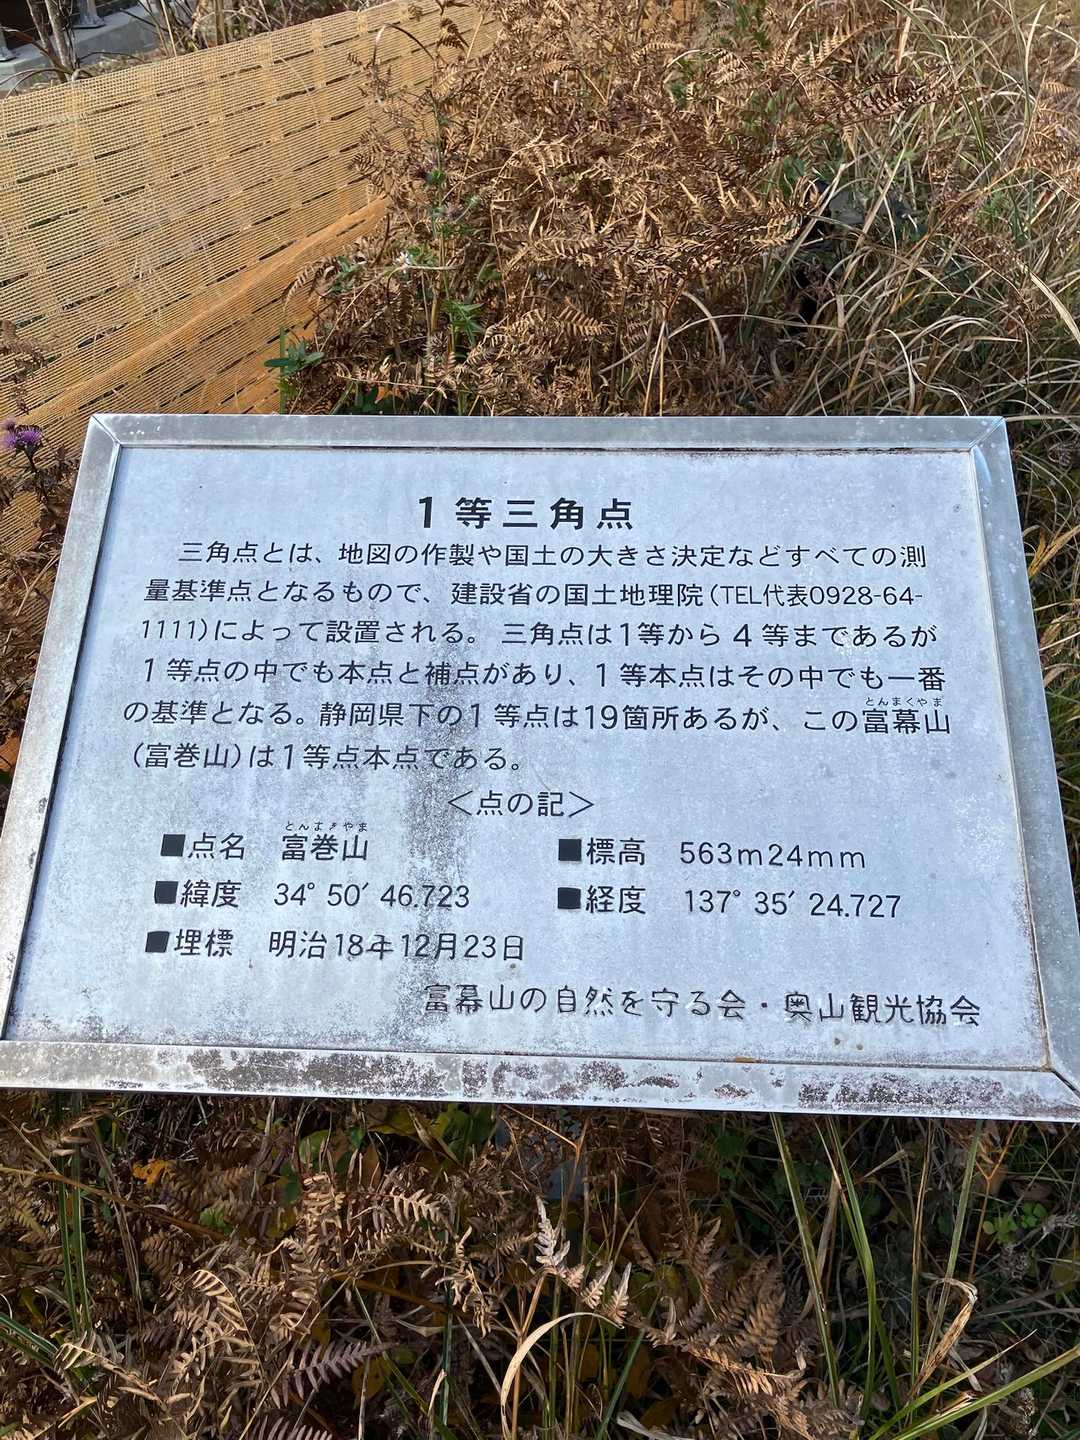 1等三角点
三角点とは、地図の作製や国土の大きさ決定などすべての測
量基準点となるもので、建設省の国土地理院(TEL代表0928-64-
1111)によって設置される。三角点は1等から4等まであるが
1等点の中でも本点と補点があり、1等本点はその中でも一番
の基準となる。静岡県下の1等点は19箇所あるが、この富幕山
とんまくやま
(富巻山)は1等点本点である。
<点の記>
とんまきやま
■点名 富巻山 ■標高 563m24mm
■緯度 34°50′46.723 ■経度 137°35′24.727
■埋標 明治18年12月23日
富幕山の自然を守る会・奥山観光協会